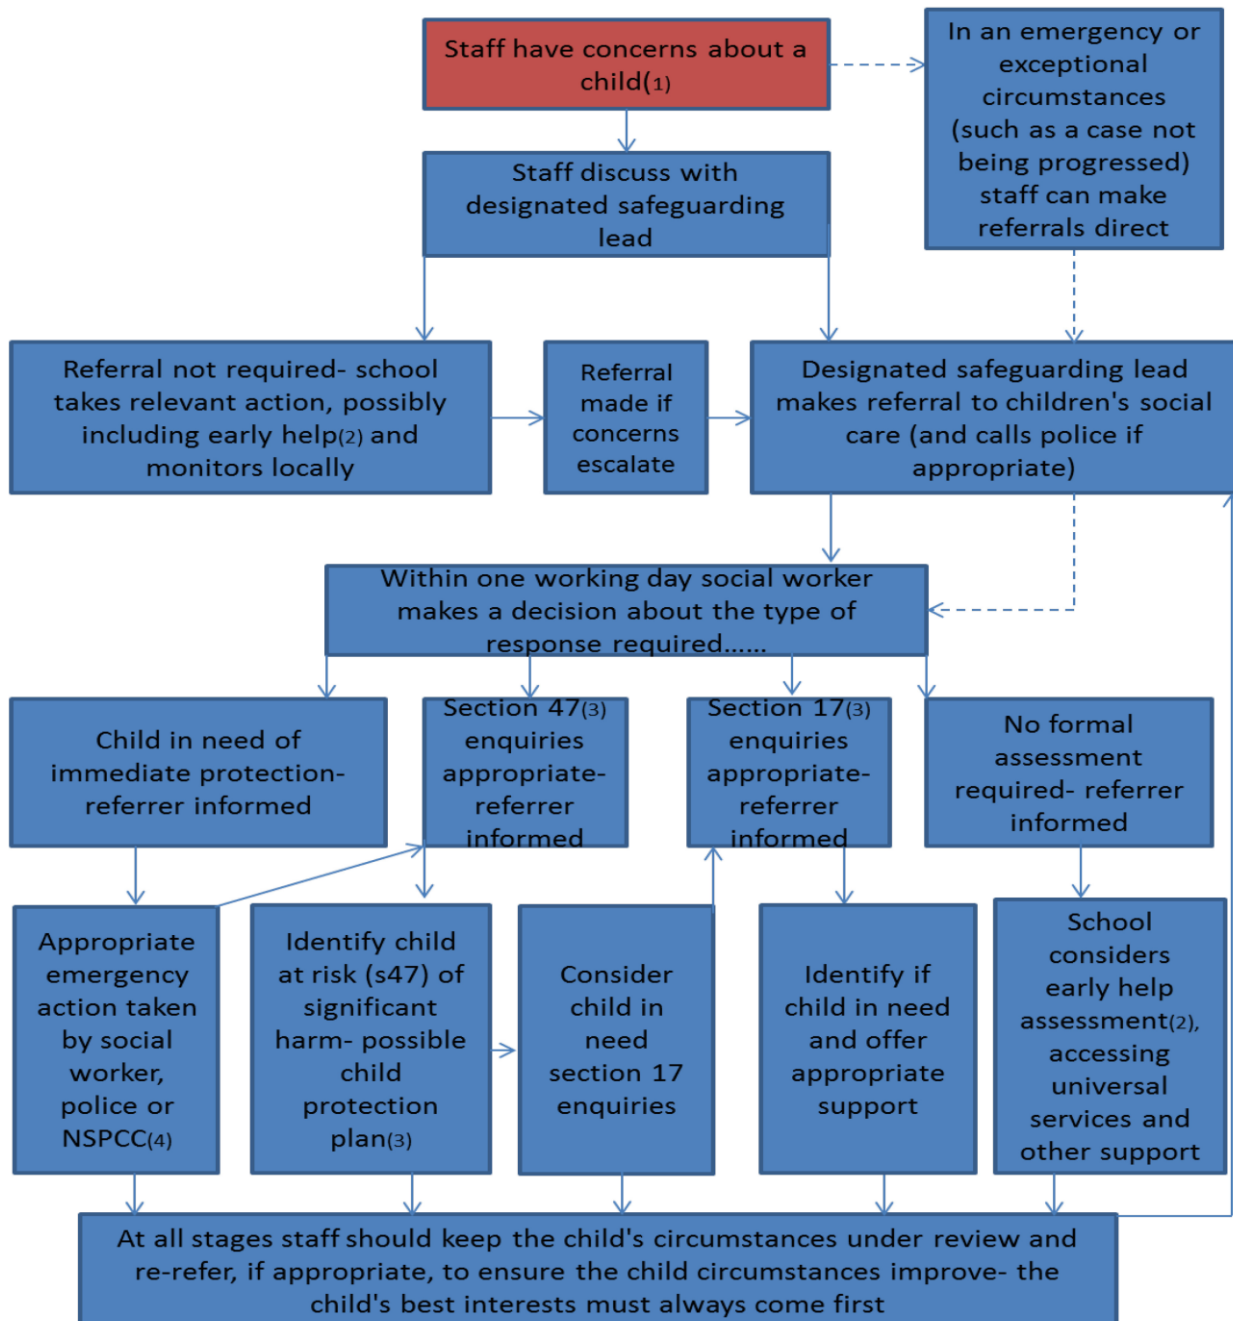 Staff have concerns about a
child(1)
In an emergency or
exceptional
circumstances
(such as a case not
being progressed)
staff can make
referrals direct
Staff discuss with
designated safeguarding
lead
Referral not required- school
takes relevant action, possibly
including early help(2) and
monitors locally
Referral
made if
concerns
escalate
Designated safeguarding lead
makes referral to children's social
care (and calls police if
appropriate)
Within one working day social worker
makes a decision about the type of
response required......
Child in need of
immediate protection-
referrer informed
Section 47(3)
enquiries
appropriate-
referrer
informed
Section 17(3)
enquiries
appropriate-
referrer
informed
No formal
assessment
required- referrer
informed
Appropriate
emergency
action taken
by social
worker,
police or
NSPCC(4)
Identify child
at risk (s47) of
significant
harm- possible
child
protection
plan(3)
Consider
child in
need
section 17
enquiries
Identify if
child in need
and offer
appropriate
support
School
considers
early help
assessment(2),
accessing
universal
services and
other support
At all stages staff should keep the child's circumstances under review and
re-refer, if appropriate, to ensure the child circumstances improve- the
child's best interests must always come first